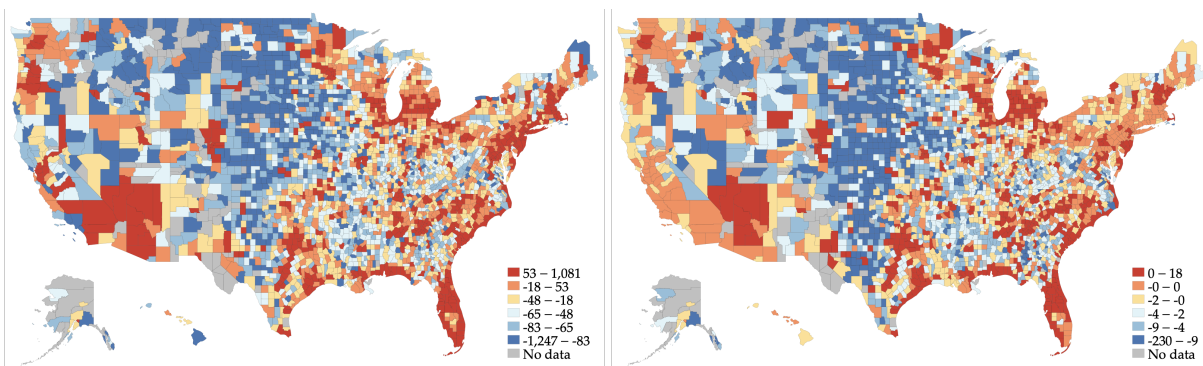 53 – 1,081
-18 – 53
-48 – -18
-65 – -48
-83 – -65
-1,247 – -83
No data
0 – 18
-0 – 0
-2 – -0
-4 – -2
-9 – -4
-230 – -9
No data